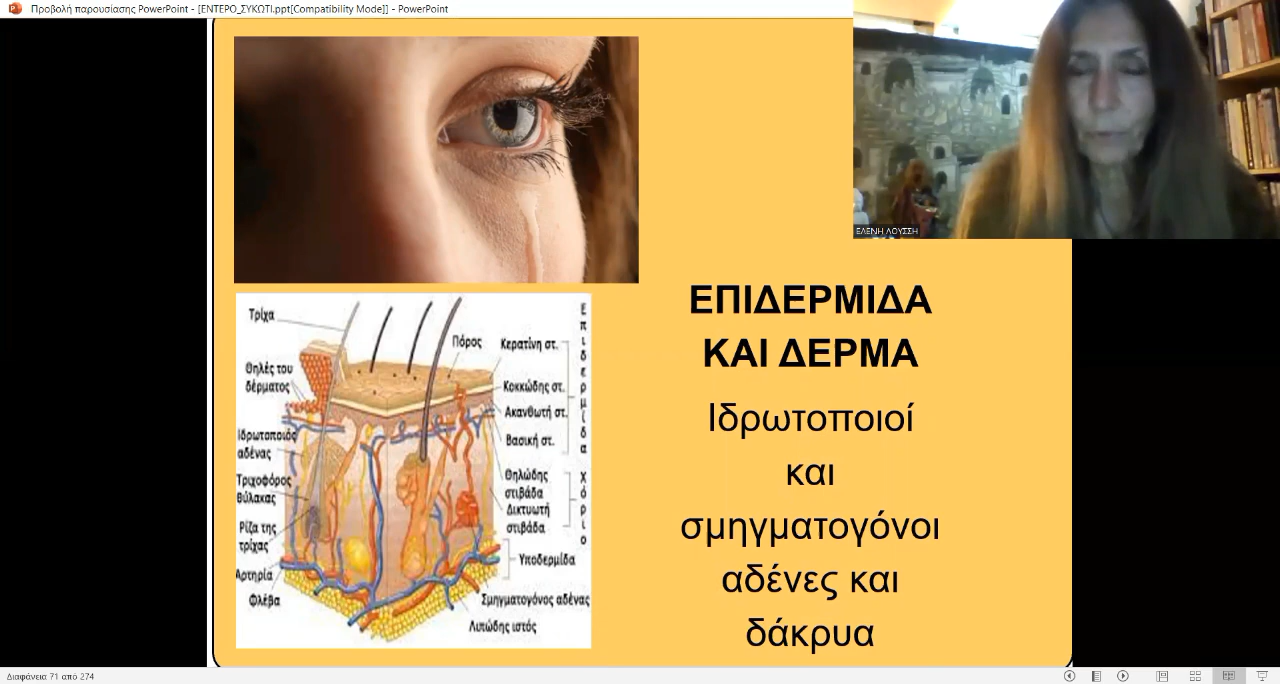 Προβολή παρουσίασης PowerPoint - [ΕΝΤΕΡΟ_ΣΥΚΩΤΙ.ppt[Compatibility Mode]] - PowerPoint
ΕΛΕΝΗ ΛΟΥΣΣΗ
ΕΠΙΔΕΡΜΙΔΑ
ΚΑΙ ΔΕΡΜΑ
Ιδρωτοποιοί
και
σμηγματογόνοι
αδένες και
δάκρυα
Τρίχα
Θηλές του
δέρματος
Ιδρωτοποιός
αδένας
Τριχοφόρος
θύλακας
Ρίζα της
τρίχας
Αρτηρία
Φλέβα
Πόρος
Κερατίνη στ.
Κοκκώδης στ.
Ακανθωτή στ.
Βασική στ.
Επιδερμίδα
Θηλώδης
στιβάδα
Δικτυωτή
στιβάδα
Χόριο
Υποδερμίδα
Σμηγματογόνος αδένας
Λιπώδης ιστός
Διαφάνεια 71 από 274